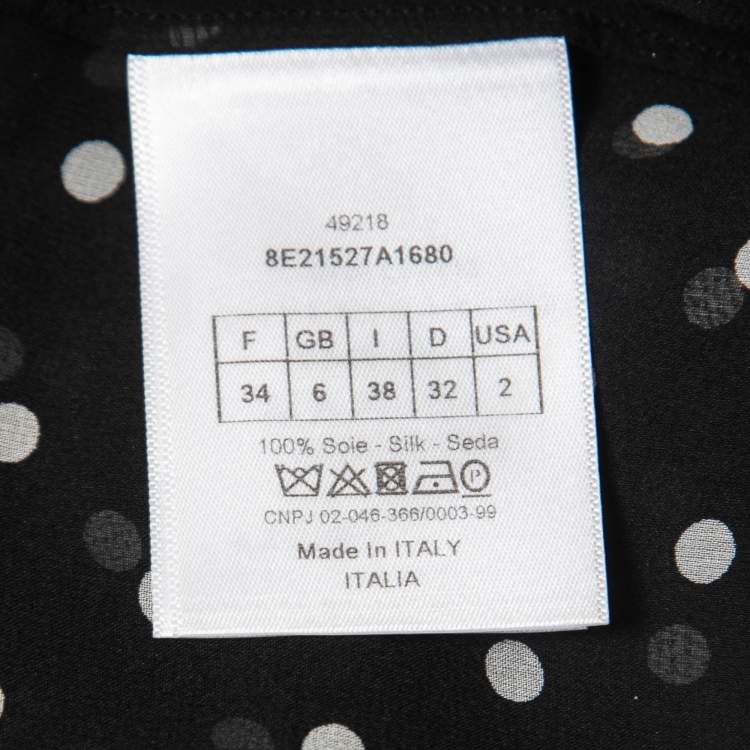 49218
8E21527A1680
F GB I D USA
34 6 38 32 2
100% Soie - Silk - Seda
P
CNPJ 02-046-366/0003-99
Made In ITALY
ITALIA